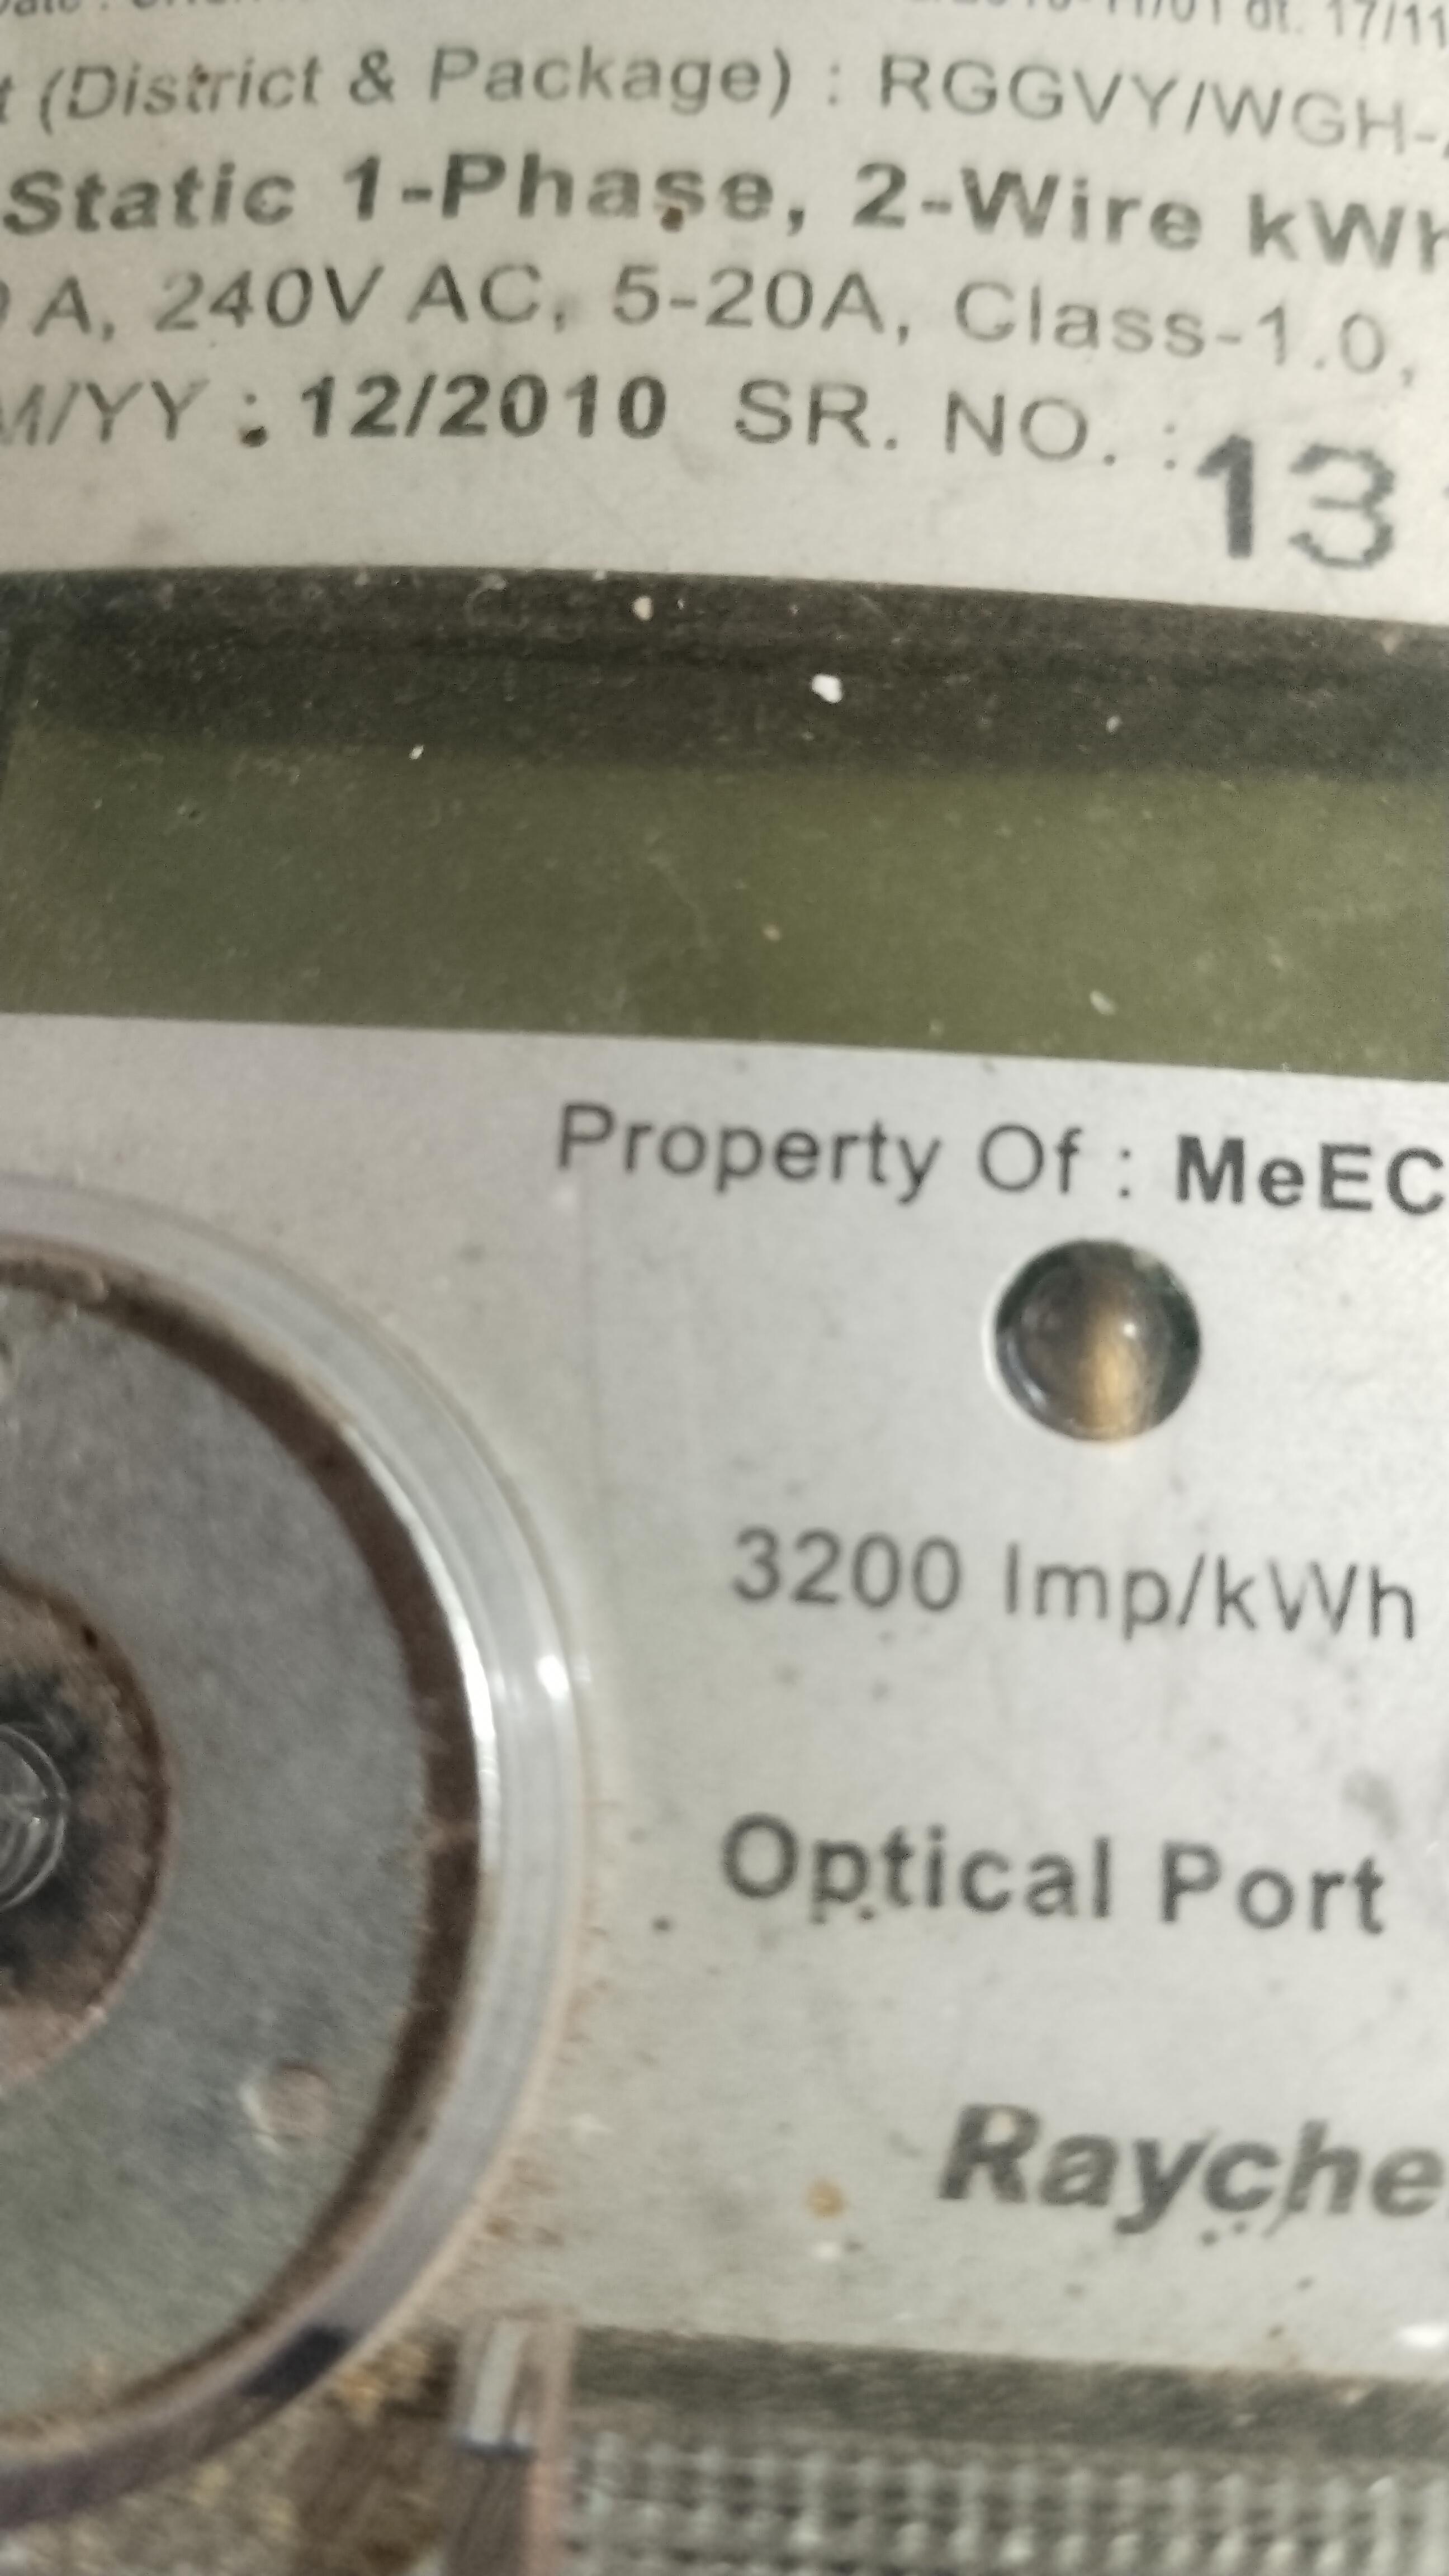 (District & Package) : RGGVY/WGH-
Static 1-Phase, 2-Wire kWh
A, 240V AC, 5-20A, Class-1.0,
M/YY : 12/2010 SR. NO. : 13
Property Of : MeEC
3200 Imp/kWh
Optical Port
Rayche